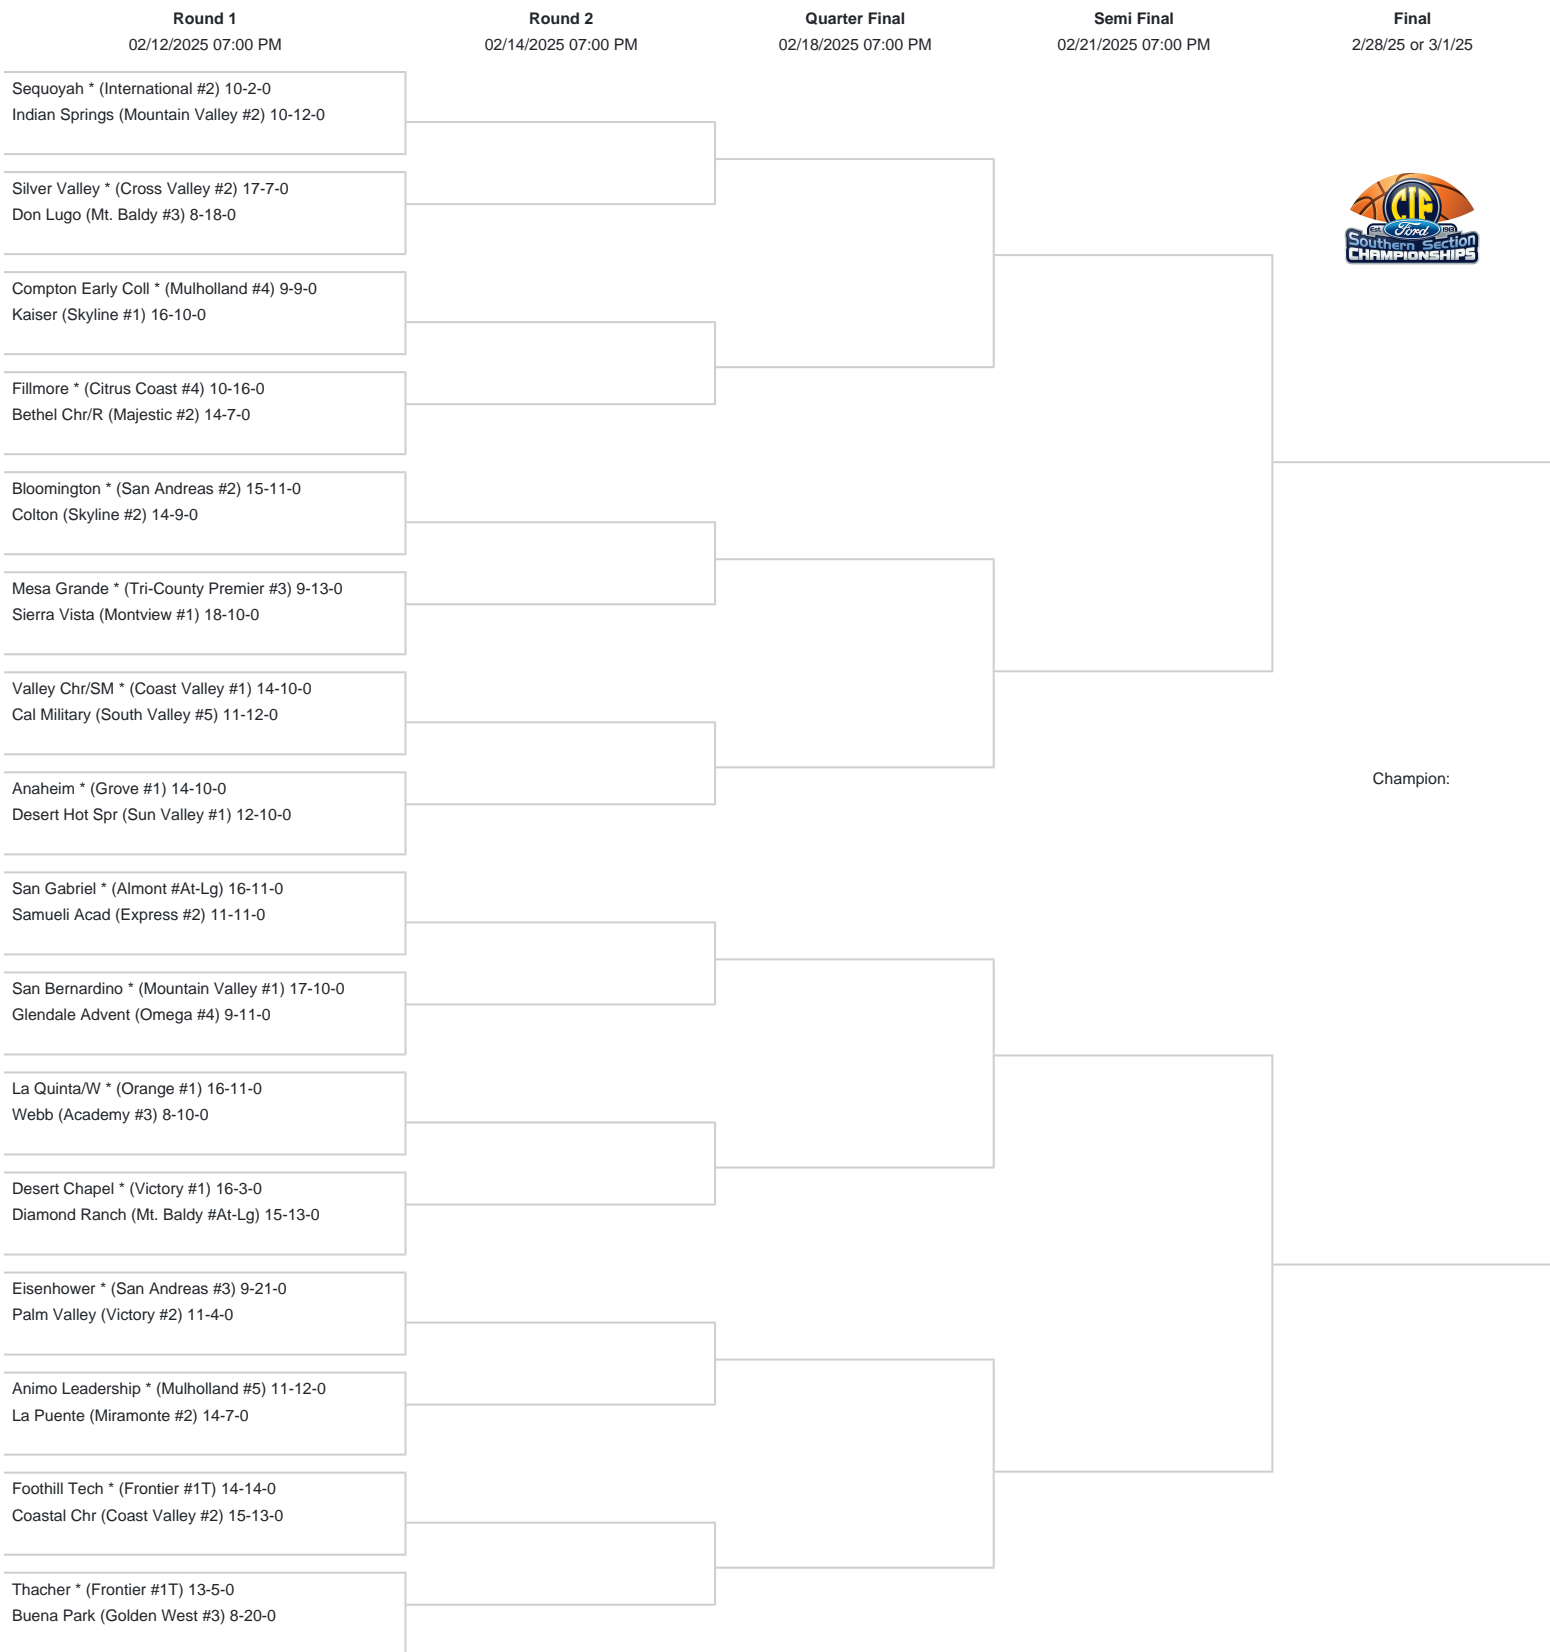 Round 1
02/12/2025 07:00 PM
Round 2
02/14/2025 07:00 PM
Quarter Final
02/18/2025 07:00 PM
Semi Final
02/21/2025 07:00 PM
Final
2/28/25 or 3/1/25
Sequoyah * (International #2) 10-2-0
Indian Springs (Mountain Valley #2) 10-12-0
Silver Valley * (Cross Valley #2) 17-7-0
Don Lugo (Mt. Baldy #3) 8-18-0
Compton Early Coll * (Mulholland #4) 9-9-0
Kaiser (Skyline #1) 16-10-0
Fillmore * (Citrus Coast #4) 10-16-0
Bethel Chr/R (Majestic #2) 14-7-0
Bloomington * (San Andreas #2) 15-11-0
Colton (Skyline #2) 14-9-0
Mesa Grande * (Tri-County Premier #3) 9-13-0
Sierra Vista (Montview #1) 18-10-0
Valley Chr/SM * (Coast Valley #1) 14-10-0
Cal Military (South Valley #5) 11-12-0
Anaheim * (Grove #1) 14-10-0
Desert Hot Spr (Sun Valley #1) 12-10-0
San Gabriel * (Almont #At-Lg) 16-11-0
Samueli Acad (Express #2) 11-11-0
San Bernardino * (Mountain Valley #1) 17-10-0
Glendale Advent (Omega #4) 9-11-0
La Quinta/W * (Orange #1) 16-11-0
Webb (Academy #3) 8-10-0
Desert Chapel * (Victory #1) 16-3-0
Diamond Ranch (Mt. Baldy #At-Lg) 15-13-0
Eisenhower * (San Andreas #3) 9-21-0
Palm Valley (Victory #2) 11-4-0
Animo Leadership * (Mulholland #5) 11-12-0
La Puente (Miramonte #2) 14-7-0
Foothill Tech * (Frontier #1T) 14-14-0
Coastal Chr (Coast Valley #2) 15-13-0
Thacher * (Frontier #1T) 13-5-0
Buena Park (Golden West #3) 8-20-0
CIF
Est. Ford 1913
Southern Section
CHAMPIONSHIPS
Champion: